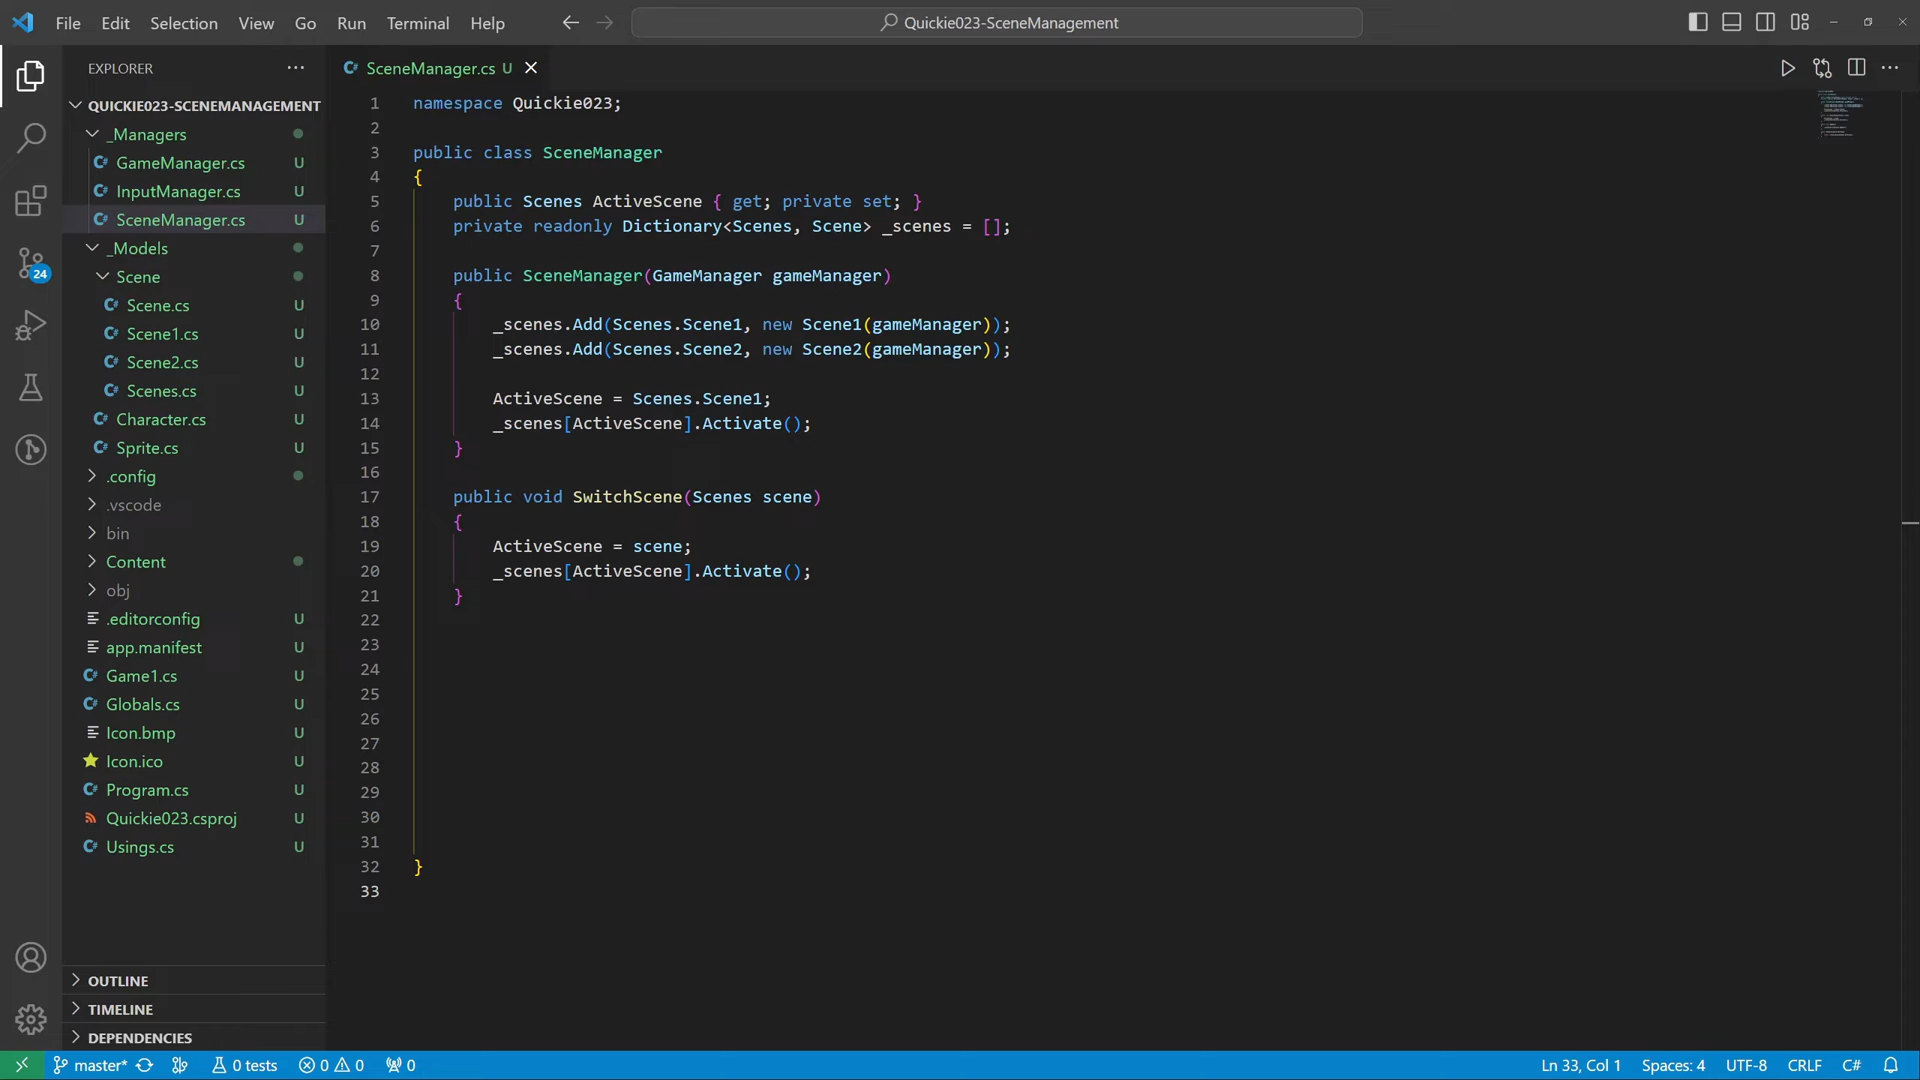 File Edit Selection View Go Run Terminal Help
Quickie023-SceneManagement
EXPLORER
QUICKIE023-SCENEMANAGEMENT
_Managers
GameManager.cs U
InputManager.cs U
SceneManager.cs U
_Models
Scene
Scene.cs U
Scene1.cs U
Scene2.cs U
Scenes.cs U
Character.cs U
Sprite.cs U
.config
.vscode
bin
Content
obj
.editorconfig U
app.manifest U
Game1.cs U
Globals.cs U
Icon.bmp U
Icon.ico U
Program.cs U
Quickie023.csproj U
Usings.cs U
OUTLINE
TIMELINE
DEPENDENCIES
24
SceneManager.cs U
1 namespace Quickie023;
2
3 public class SceneManager
4 {
5 public Scenes ActiveScene { get; private set; }
6 private readonly Dictionary<Scenes, Scene> _scenes = [];
7
8 public SceneManager(GameManager gameManager)
9 {
10 _scenes.Add(Scenes.Scene1, new Scene1(gameManager));
11 _scenes.Add(Scenes.Scene2, new Scene2(gameManager));
12
13 ActiveScene = Scenes.Scene1;
14 _scenes[ActiveScene].Activate();
15 }
16
17 public void SwitchScene(Scenes scene)
18 {
19 ActiveScene = scene;
20 _scenes[ActiveScene].Activate();
21 }
22
23
24
25
26
27
28
29
30
31
32 }
33
master* 0 tests 0 0 0 Ln 33, Col 1 Spaces: 4 UTF-8 CRLF C#